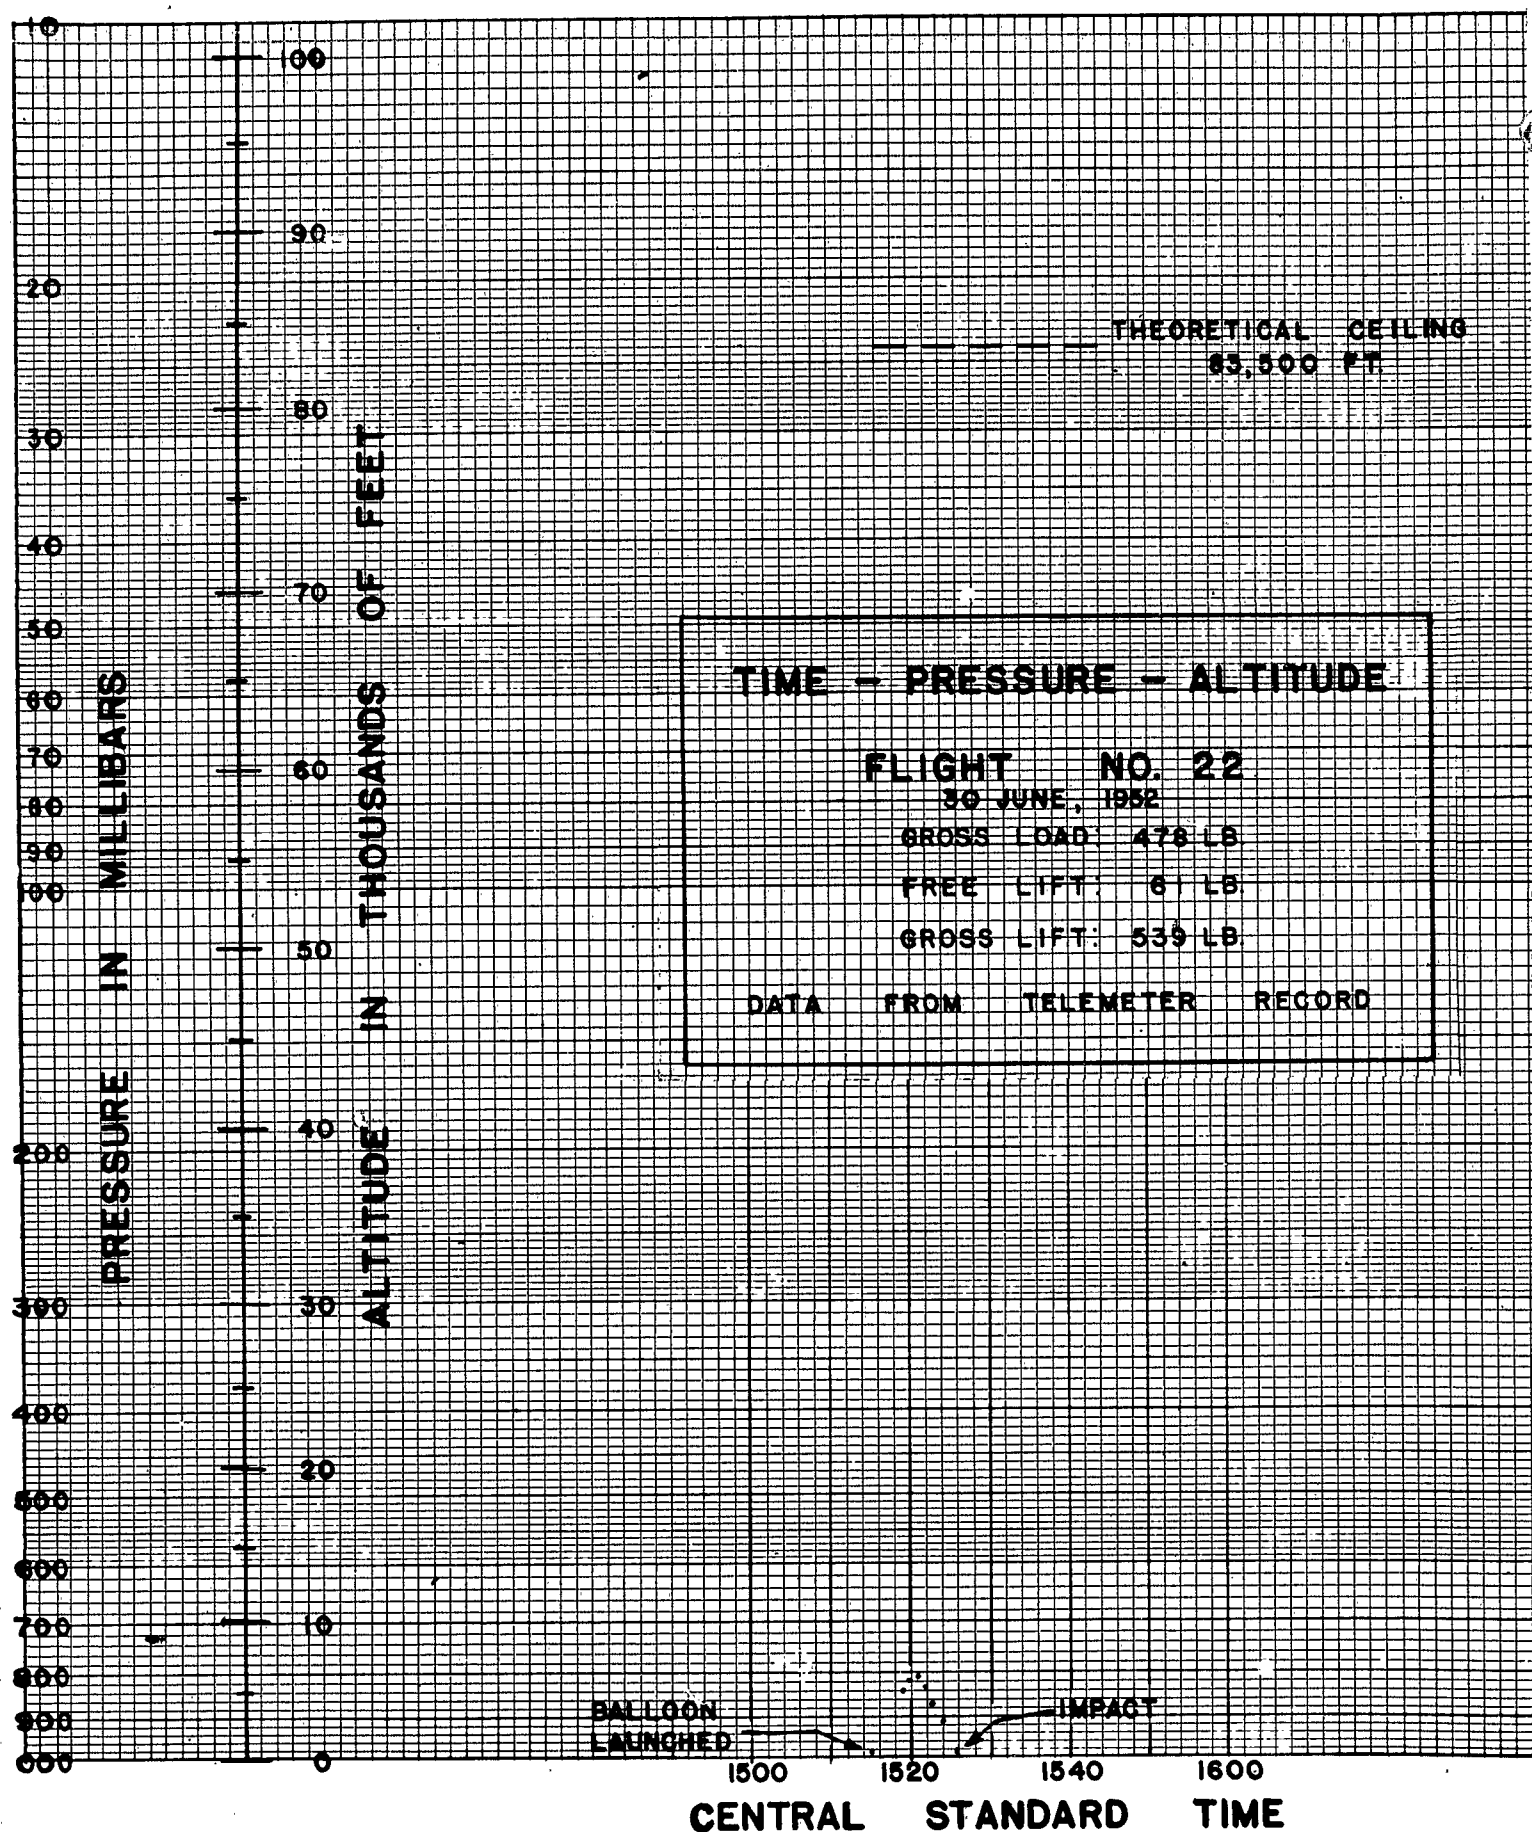 10
20
30
40
50
60
70
80
90
100
200
300
400
500
600
700
800
900
000
PRESSURE IN MILLIBARS
100
90
80
70
60
50
40
30
20
10
0
ALTITUDE IN THOUSANDS OF FEET
THEORETICAL CEILING
83,500 FT.
TIME - PRESSURE - ALTITUDE
FLIGHT NO. 22
30 JUNE, 1952
GROSS LOAD: 478 LB.
FREE LIFT: 61 LB.
GROSS LIFT: 539 LB.
DATA FROM TELEMETER RECORD
BALLOON
LAUNCHED
IMPACT
1500 1520 1540 1600
CENTRAL STANDARD TIME